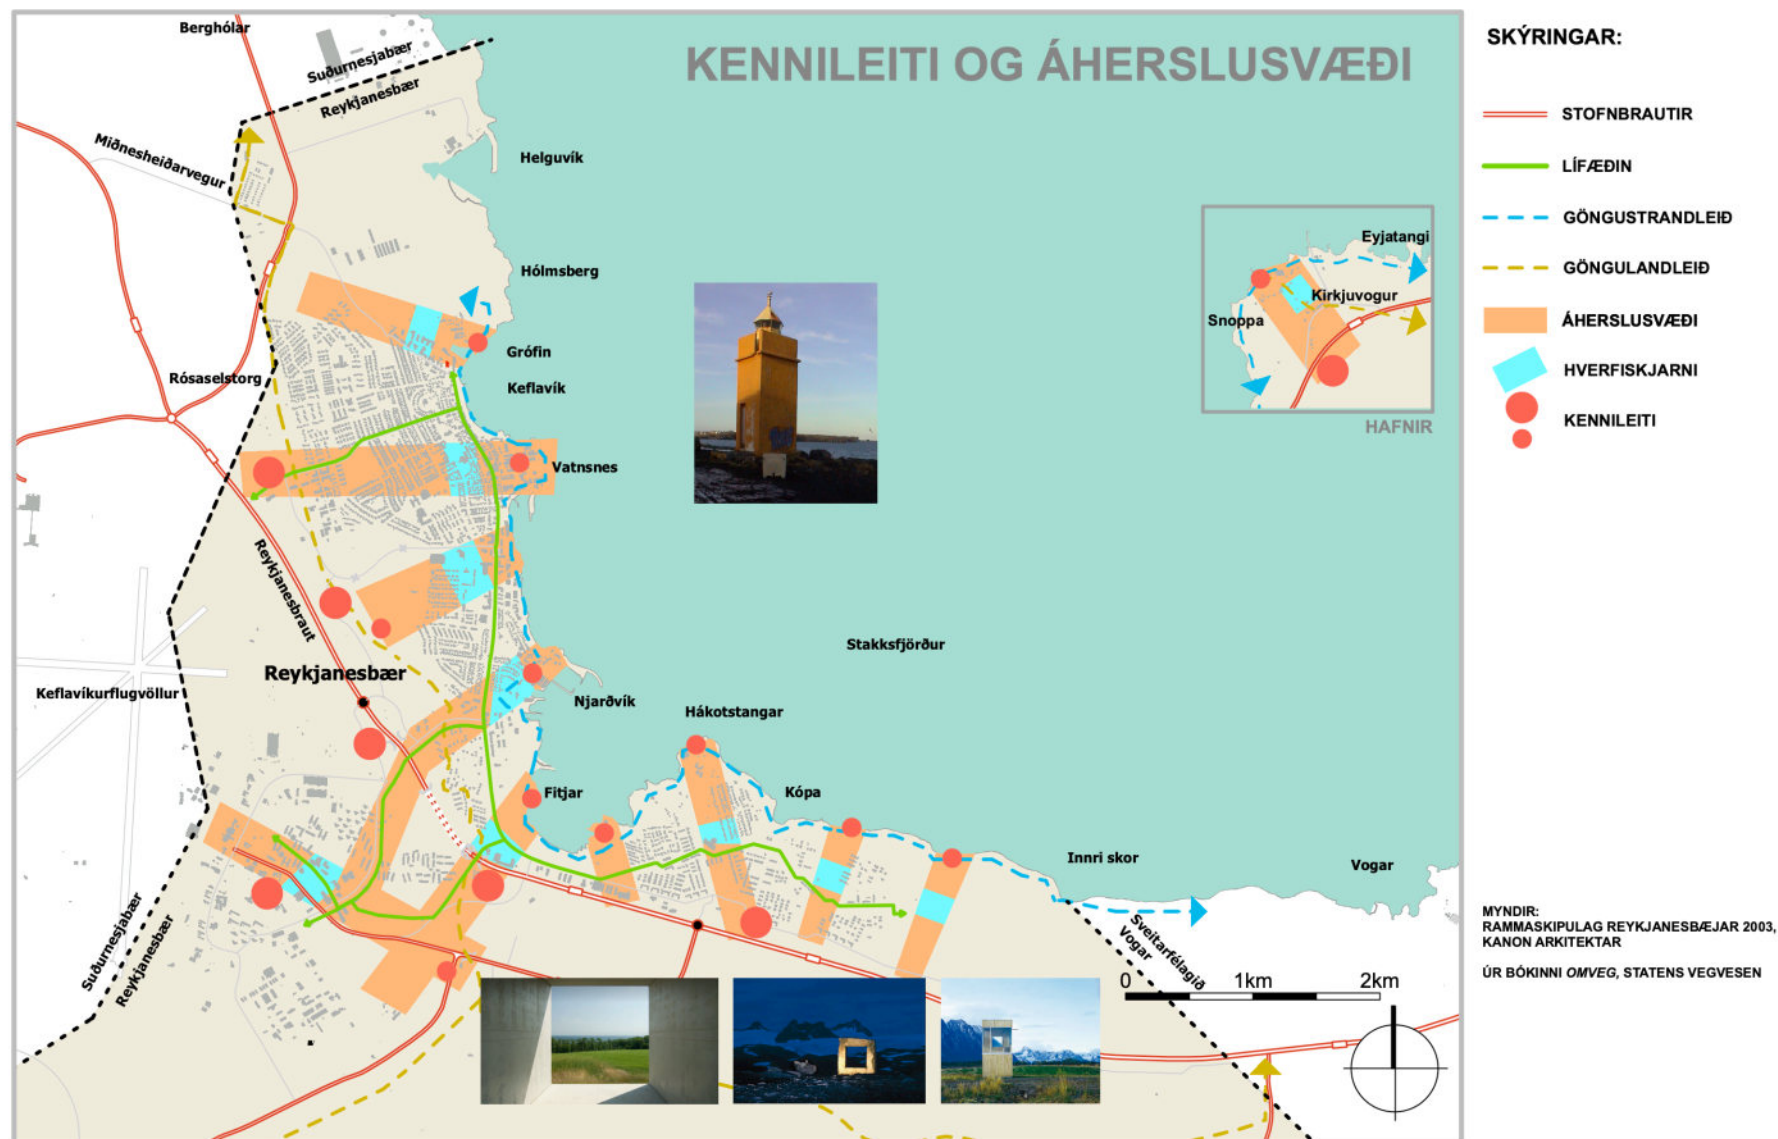 KENNILEITI OG ÁHERSLUSVÆÐI
Berghólar
Suðurnesjabær
Reykjanesbær
Miðnesheiðarvegur
Helguvík
Hólmsberg
Grófin
Rósaselstorg
Keflavík
Vatnsnes
Reykjanesbraut
Stakksfjörður
Reykjanesbær
Keflavíkurflugvöllur
Njarðvík
Hákotstangar
Fitjar
Kópa
Innri skor
Vogar
Suðurnesjabær
Reykjanesbær
Sveitarfélagið
Vogar
0 1km 2km
Eyjatangi
Kirkjuvogur
Snoppa
HAFNIR
SKÝRINGAR:
STOFNBRAUTIR
LÍFÆÐIN
GÖNGUSTRANDLEIÐ
GÖNGULANDLEIÐ
ÁHERSLUSVÆÐI
HVERFISKJARNI
KENNILEITI
MYNDIR:
RAMMASKIPULAG REYKJANESBÆJAR 2003,
KANON ARKITEKTAR
ÚR BÓKINNI OMVEG, STATENS VEGVESEN